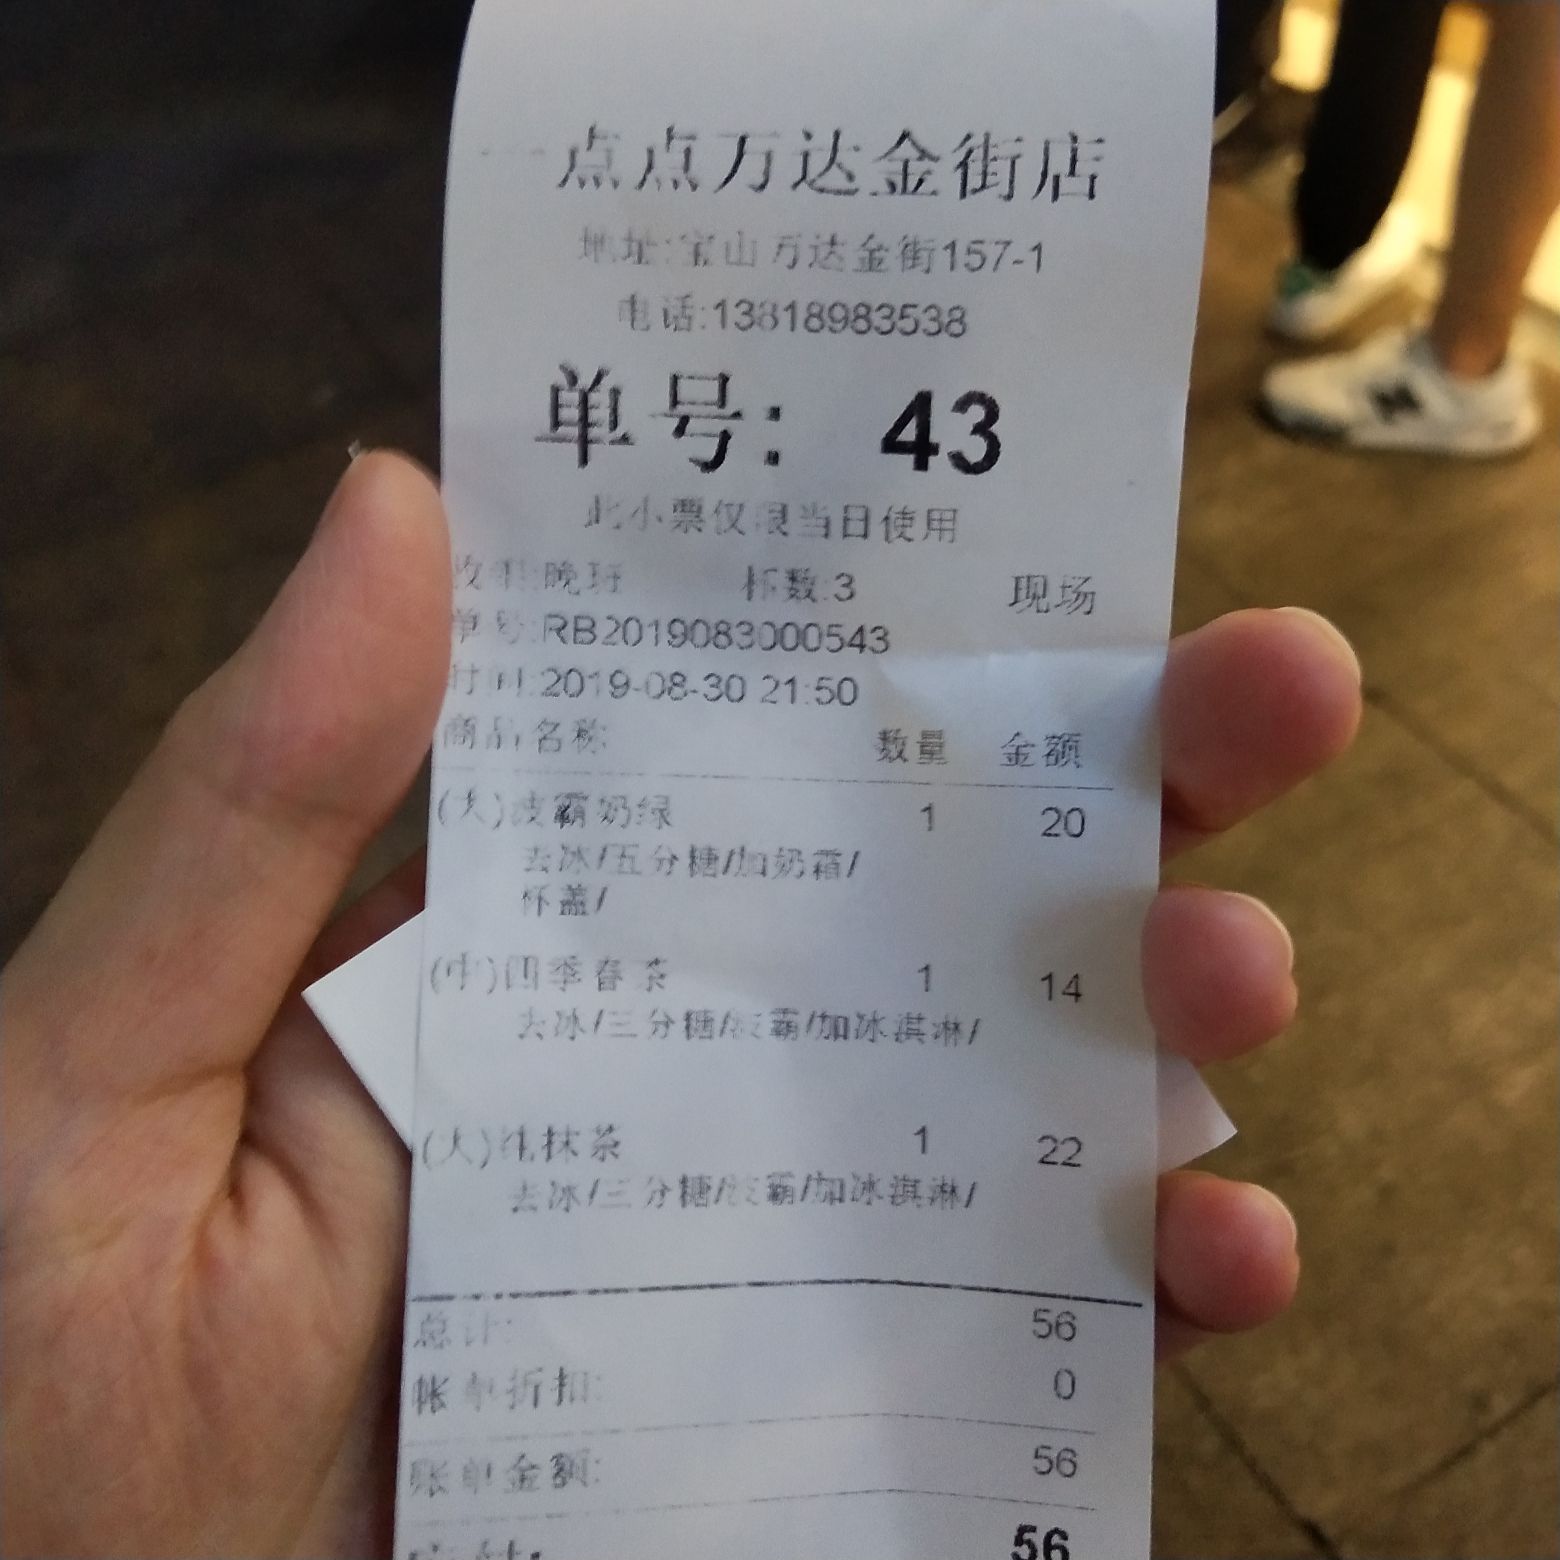 一点点万达金街店
地址:宝山万达金街157-1
电话:13818983538
单号: 43
此小票仅限当日使用
收银:晚班 杯数:3 现场
单号:RB2019083000543
时间:2019-08-30 21:50
商品名称 数量 金额
(大)波霸奶绿 1 20
去冰/五分糖/加奶霜/
杯盖/
(中)四季春茶 1 14
去冰/三分糖/波霸/加冰淇淋/
(大)纯抹茶 1 22
去冰/三分糖/波霸/加冰淇淋/
总计: 56
帐单折扣: 0
账单金额: 56
56